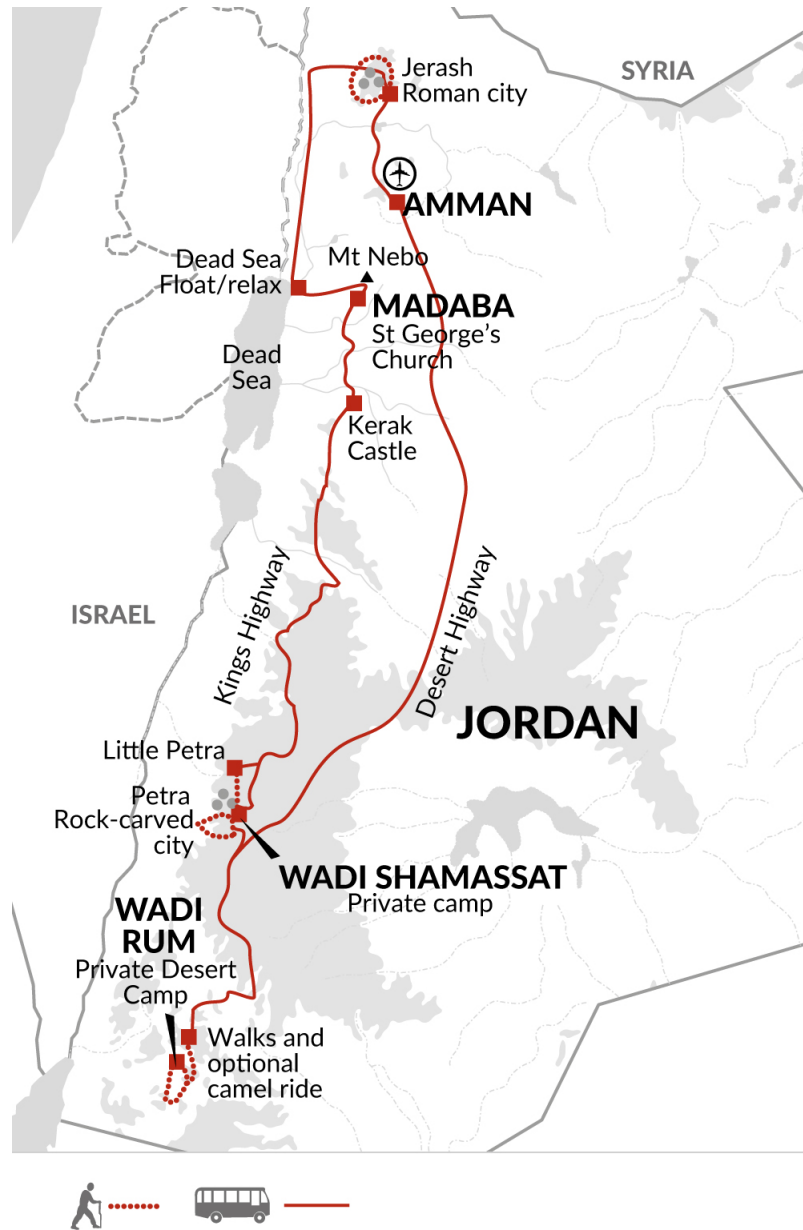 Jerash
Roman city
SYRIA
AMMAN
Dead Sea
Float/relax
Mt Nebo
MADABA
St George's
Church
Dead
Sea
Kerak
Castle
ISRAEL
Kings Highway
Desert Highway
JORDAN
Little Petra
Petra
Rock-carved
city
WADI SHAMASSAT
Private camp
WADI
RUM
Private Desert
Camp
Walks and
optional
camel ride